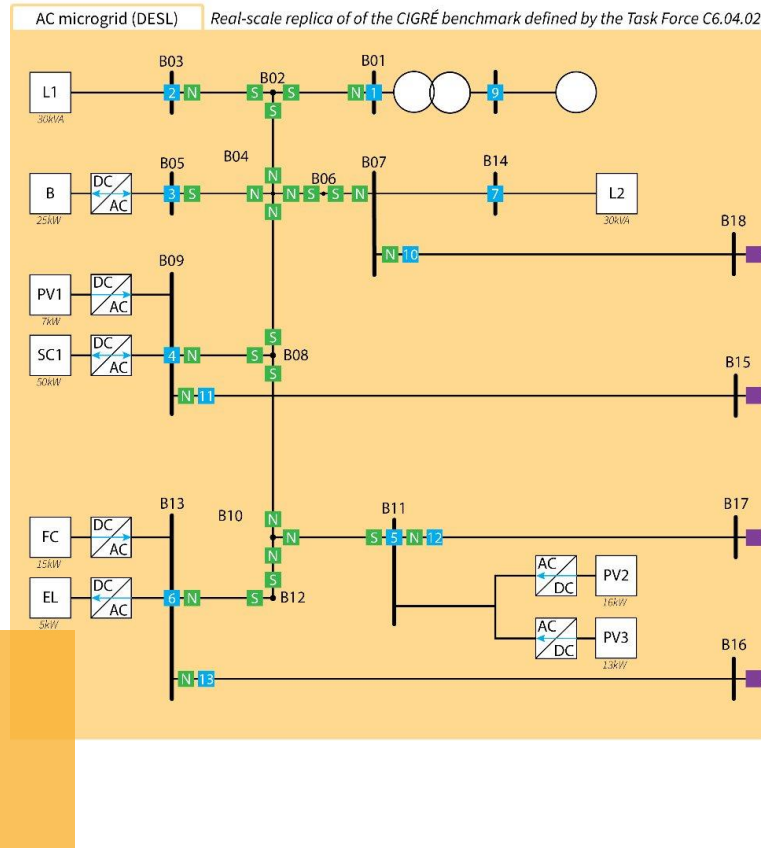 AC microgrid (DESL)
Real-scale replica of of the CIGRÉ benchmark defined by the Task Force C6.04.02
B03
B02
B01
L1
2
N
S
S
N
1
9
30kVA
S
B05
B04
N
B06
B07
B14
B
DC
AC
3
S
N
N
S
S
N
7
L2
25kW
N
30kVA
B18
N
10
B09
PV1
DC
AC
7kW
S
SC1
DC
AC
4
N
S
B08
50kW
S
B15
N
11
B13
B10
N
B11
B17
FC
DC
AC
N
S
5
N
12
15kW
N
AC
DC
PV2
16kW
EL
DC
AC
6
N
S
S
B12
5kW
AC
DC
PV3
13kW
B16
N
13